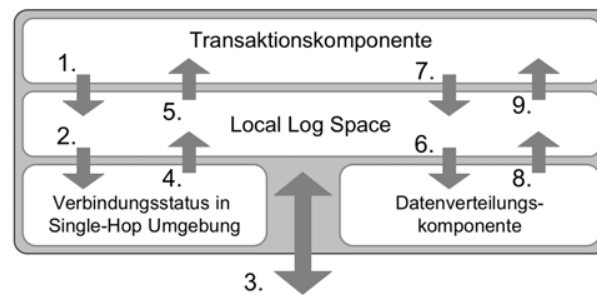 Transaktionskomponente
1.
7.
5.
9.
Local Log Space
2.
6.
4.
8.
Verbindungsstatus in
Single-Hop Umgebung
Datenverteilungs-
komponente
3.